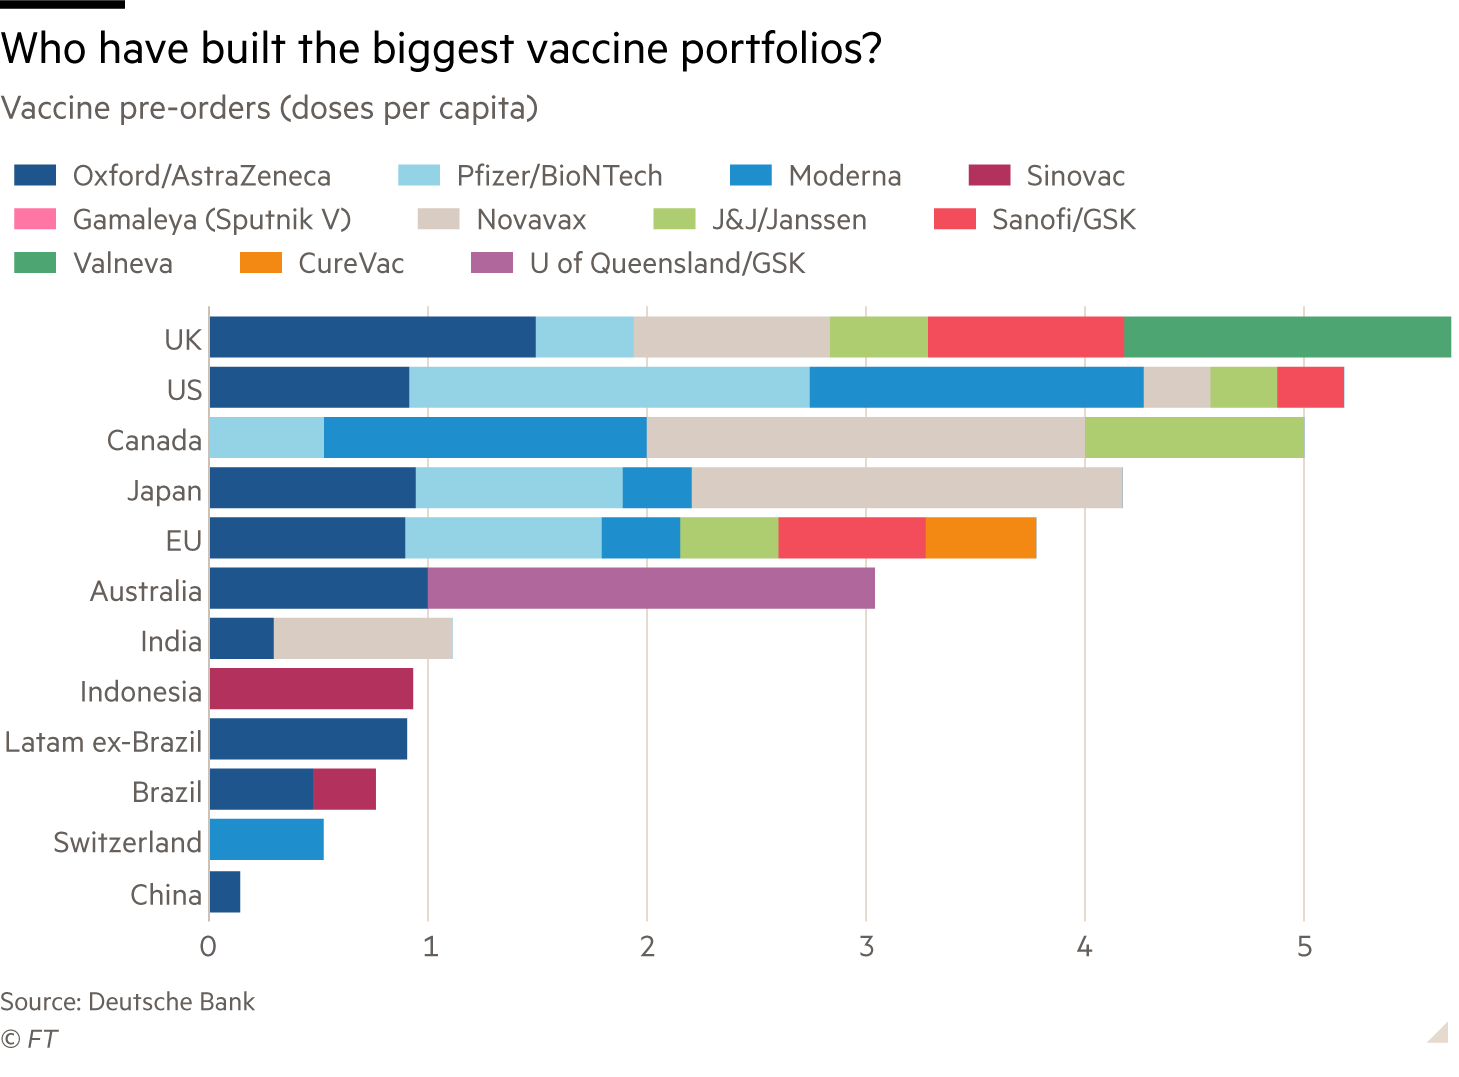 Who have built the biggest vaccine portfolios?
Vaccine pre-orders (doses per capita)
Oxford/AstraZeneca Pfizer/BioNTech Moderna Sinovac
Gamaleya (Sputnik V) Novavax J&J/Janssen Sanofi/GSK
Valneva CureVac U of Queensland/GSK
UK
US
Canada
Japan
EU
Australia
India
Indonesia
Latam ex-Brazil
Brazil
Switzerland
China
0 1 2 3 4 5
Source: Deutsche Bank
© FT